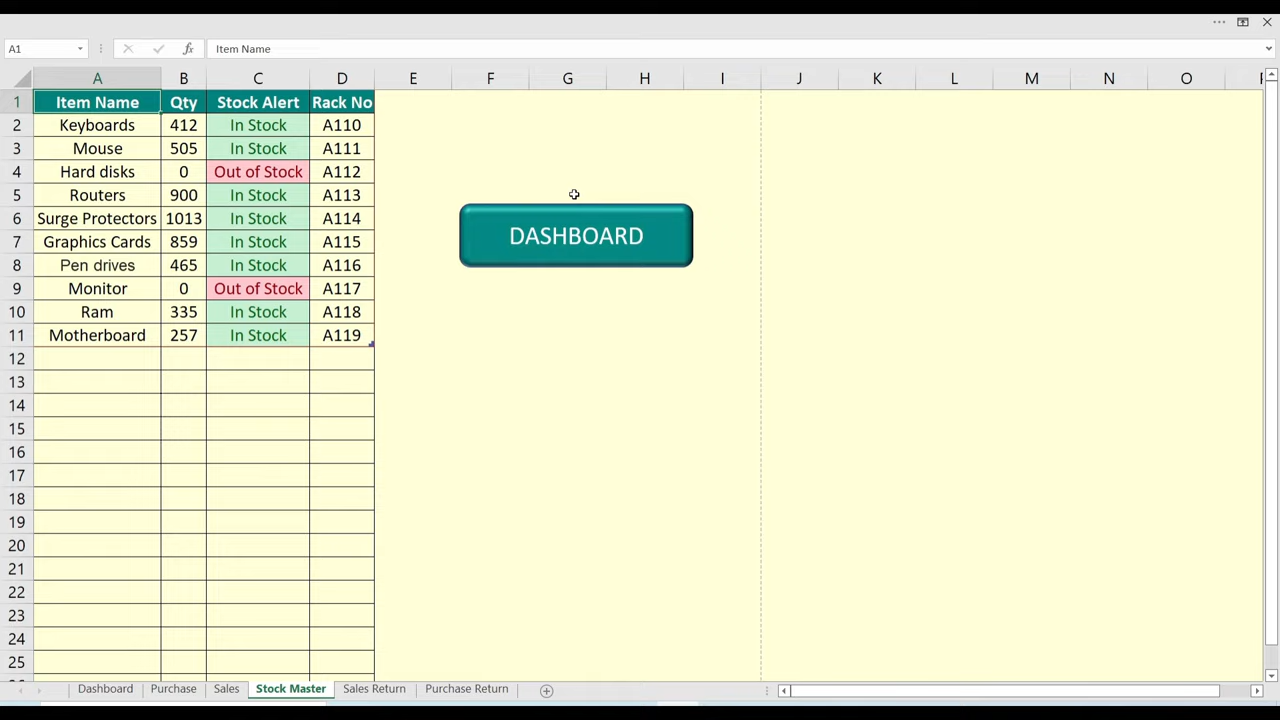 A1
fx
Item Name
A B C D E F G H I J K L M N O
1 Item Name Qty Stock Alert Rack No
2 Keyboards 412 In Stock A110
3 Mouse 505 In Stock A111
4 Hard disks 0 Out of Stock A112
5 Routers 900 In Stock A113
6 Surge Protectors 1013 In Stock A114
7 Graphics Cards 859 In Stock A115
8 Pen drives 465 In Stock A116
9 Monitor 0 Out of Stock A117
10 Ram 335 In Stock A118
11 Motherboard 257 In Stock A119
12
13
14
15
16
17
18
19
20
21
22
23
24
25
DASHBOARD
Dashboard Purchase Sales Stock Master Sales Return Purchase Return